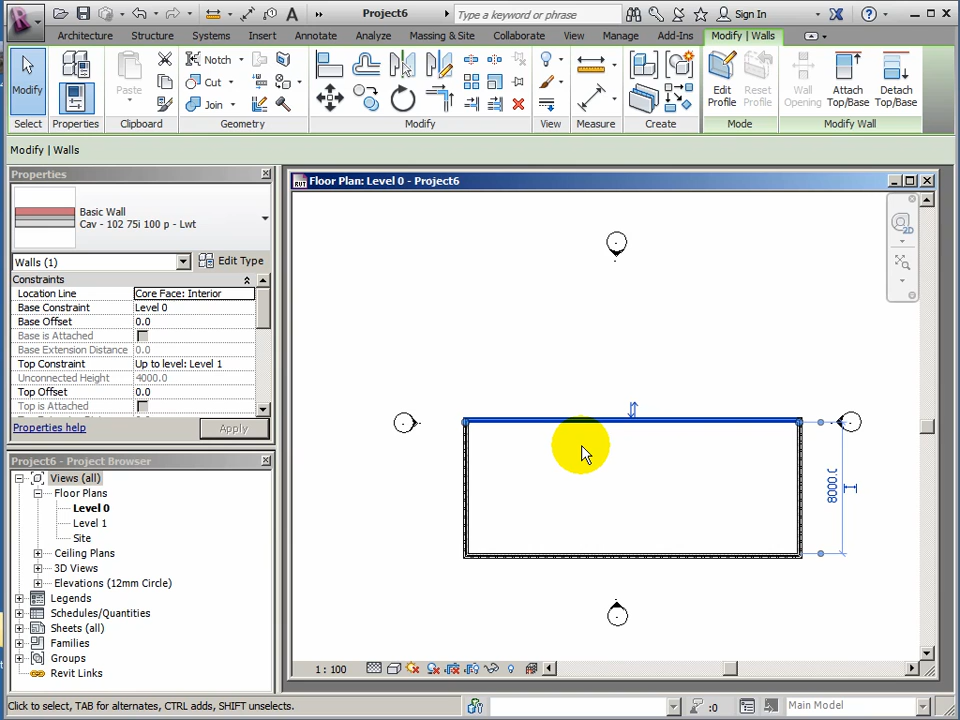 Project6
Type a keyword or phrase
Sign In
Architecture
Structure
Systems
Insert
Annotate
Analyze
Massing & Site
Collaborate
View
Manage
Add-Ins
Modify | Walls
Modify
Paste
Notch
Cut
Join
Edit
Profile
Reset
Profile
Wall
Opening
Attach
Top/Base
Detach
Top/Base
Select
Properties
Clipboard
Geometry
Modify
View
Measure
Create
Mode
Modify Wall
Modify | Walls
Properties
Basic Wall
Cav - 102 75i 100 p - Lwt
Walls (1)
Edit Type
Constraints
Location Line
Core Face: Interior
Base Constraint
Level 0
Base Offset
0.0
Base is Attached
Base Extension Distance
0.0
Top Constraint
Up to level: Level 1
Unconnected Height
4000.0
Top Offset
0.0
Top is Attached
Properties help
Apply
Project6 - Project Browser
Views (all)
Floor Plans
Level 0
Level 1
Site
Ceiling Plans
3D Views
Elevations (12mm Circle)
Legends
Schedules/Quantities
Sheets (all)
Families
Groups
Revit Links
Floor Plan: Level 0 - Project6
2D
8000.0
1 : 100
Click to select, TAB for alternates, CTRL adds, SHIFT unselects.
:0
Main Model